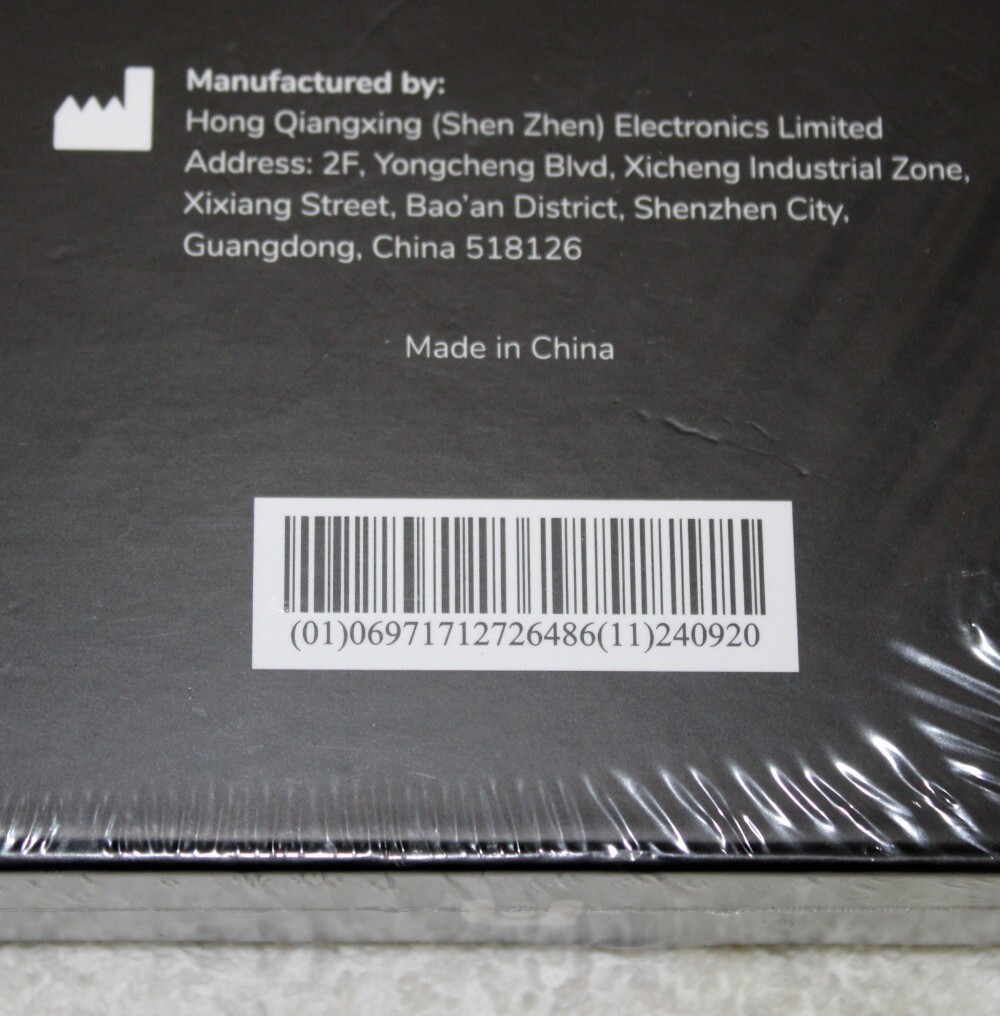 Manufactured by:
Hong Qiangxing (Shen Zhen) Electronics Limited
Address: 2F, Yongcheng Blvd, Xicheng Industrial Zone,
Xixiang Street, Bao'an District, Shenzhen City,
Guangdong, China 518126
Made in China
(01)06971712726486(11)240920